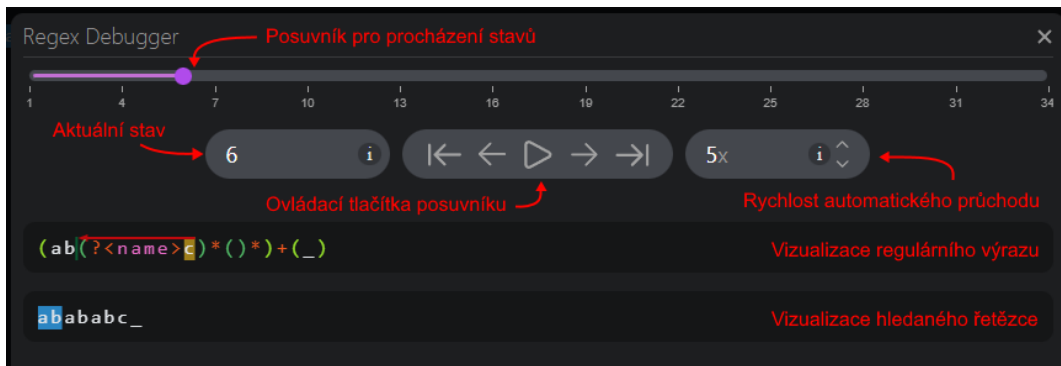 Regex Debugger
Posuvník pro procházení stavů
1 4 7 10 13 16 19 22 25 28 31 34
Aktuální stav
6
5x
Ovládací tlačítka posuvníku
Rychlost automatického průchodu
(ab(?<name>c)*()*)+(_)
Vizualizace regulárního výrazu
abababc_
Vizualizace hledaného řetězce